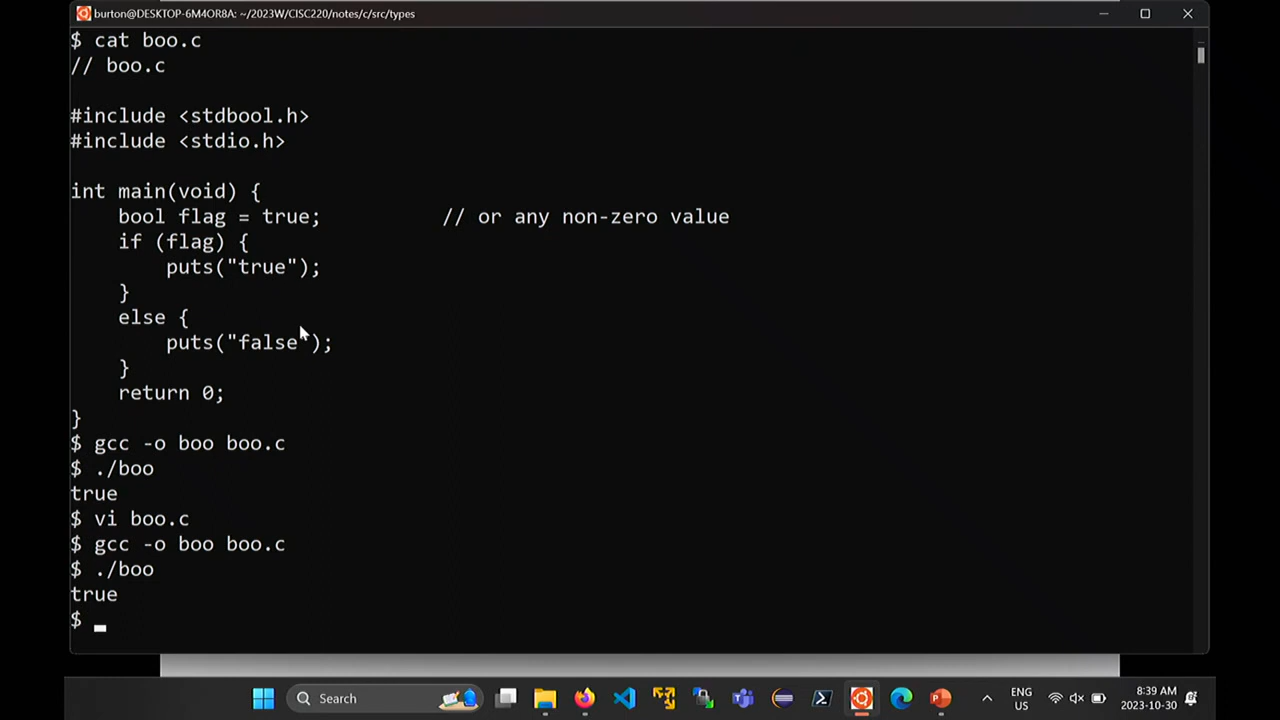 burton@DESKTOP-6M4OR8A: ~/2023W/CISC220/notes/c/src/types
$ cat boo.c
// boo.c
#include <stdbool.h>
#include <stdio.h>
int main(void) {
    bool flag = true;          // or any non-zero value
    if (flag) {
        puts("true");
    }
    else {
        puts("false");
    }
    return 0;
}
$ gcc -o boo boo.c
$ ./boo
true
$ vi boo.c
$ gcc -o boo boo.c
$ ./boo
true
$
Search
ENG
US
8:39 AM
2023-10-30